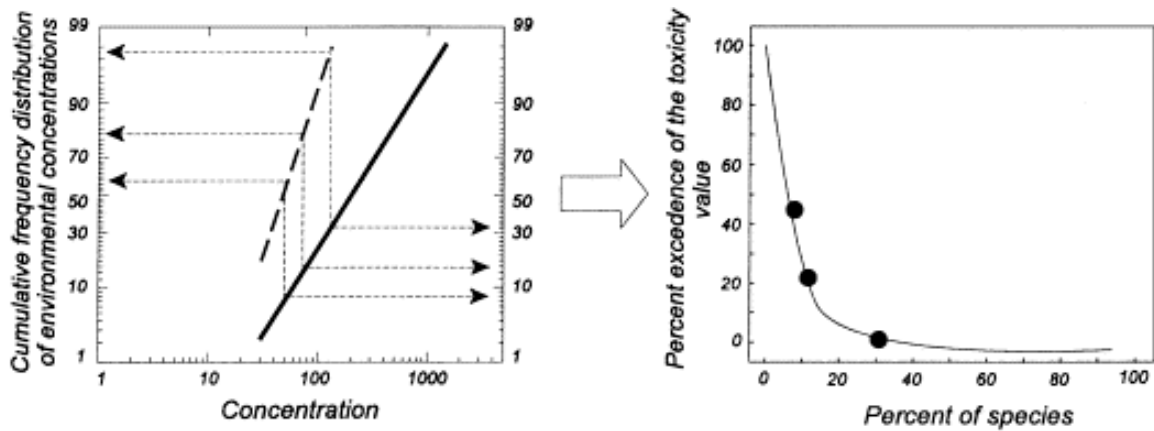 Cumulative frequency distribution
of environmental concentrations
99
90
70
50
30
10
1
99
90
70
50
30
10
1
1 10 100 1000
Concentration
Percent excedence of the toxicity
value
100
80
60
40
20
0
0 20 40 60 80 100
Percent of species